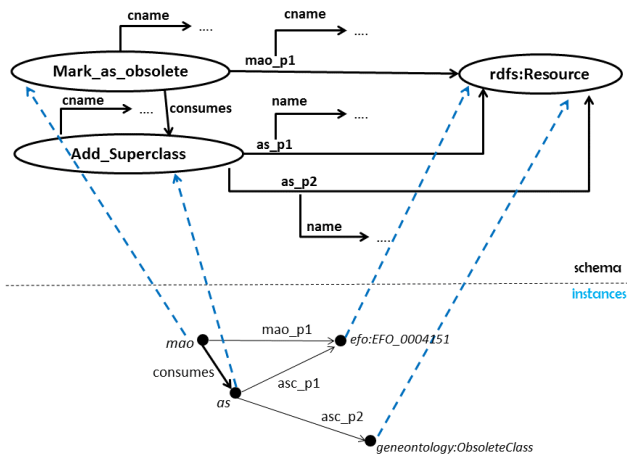 cname
....
cname
....
Mark_as_obsolete
mao_p1
rdfs:Resource
cname
....
consumes
name
....
Add_Superclass
as_p1
as_p2
name
.....
schema
instances
mao_p1
mao
efo:EFO_0004151
consumes
asc_p1
as
asc_p2
geneontology:ObsoleteClass